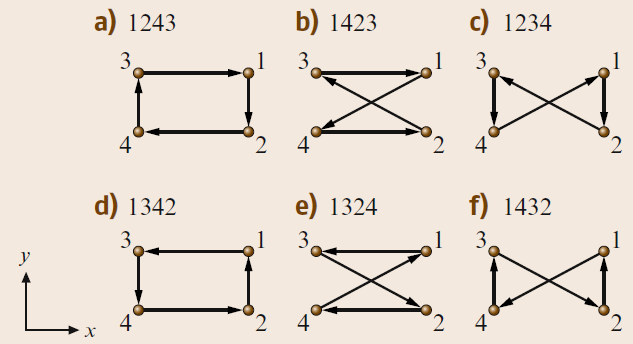 a) 1243 b) 1423 c) 1234
3 1 3 1 3 1
4 2 4 2 4 2
d) 1342 e) 1324 f) 1432
3 1 3 1 3 1
y
4 2 4 2 4 2
x